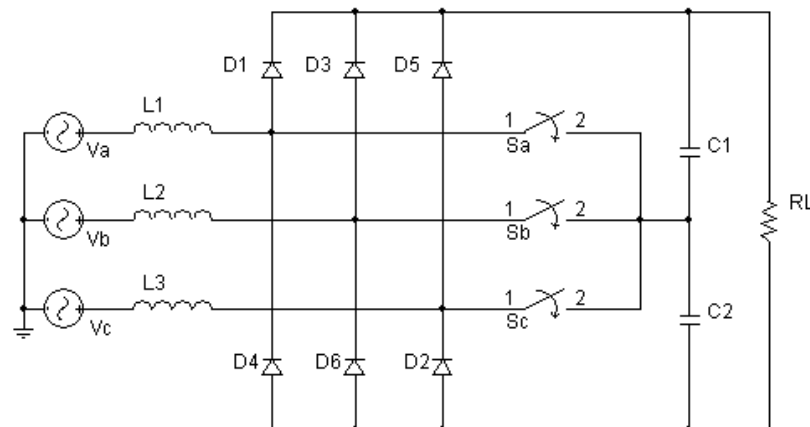 D1 D3 D5
L1
1 2
Va Sa C1
L2 RL
1 2
Vb Sb
L3
1 2
Vc Sc C2
D4 D6 D2